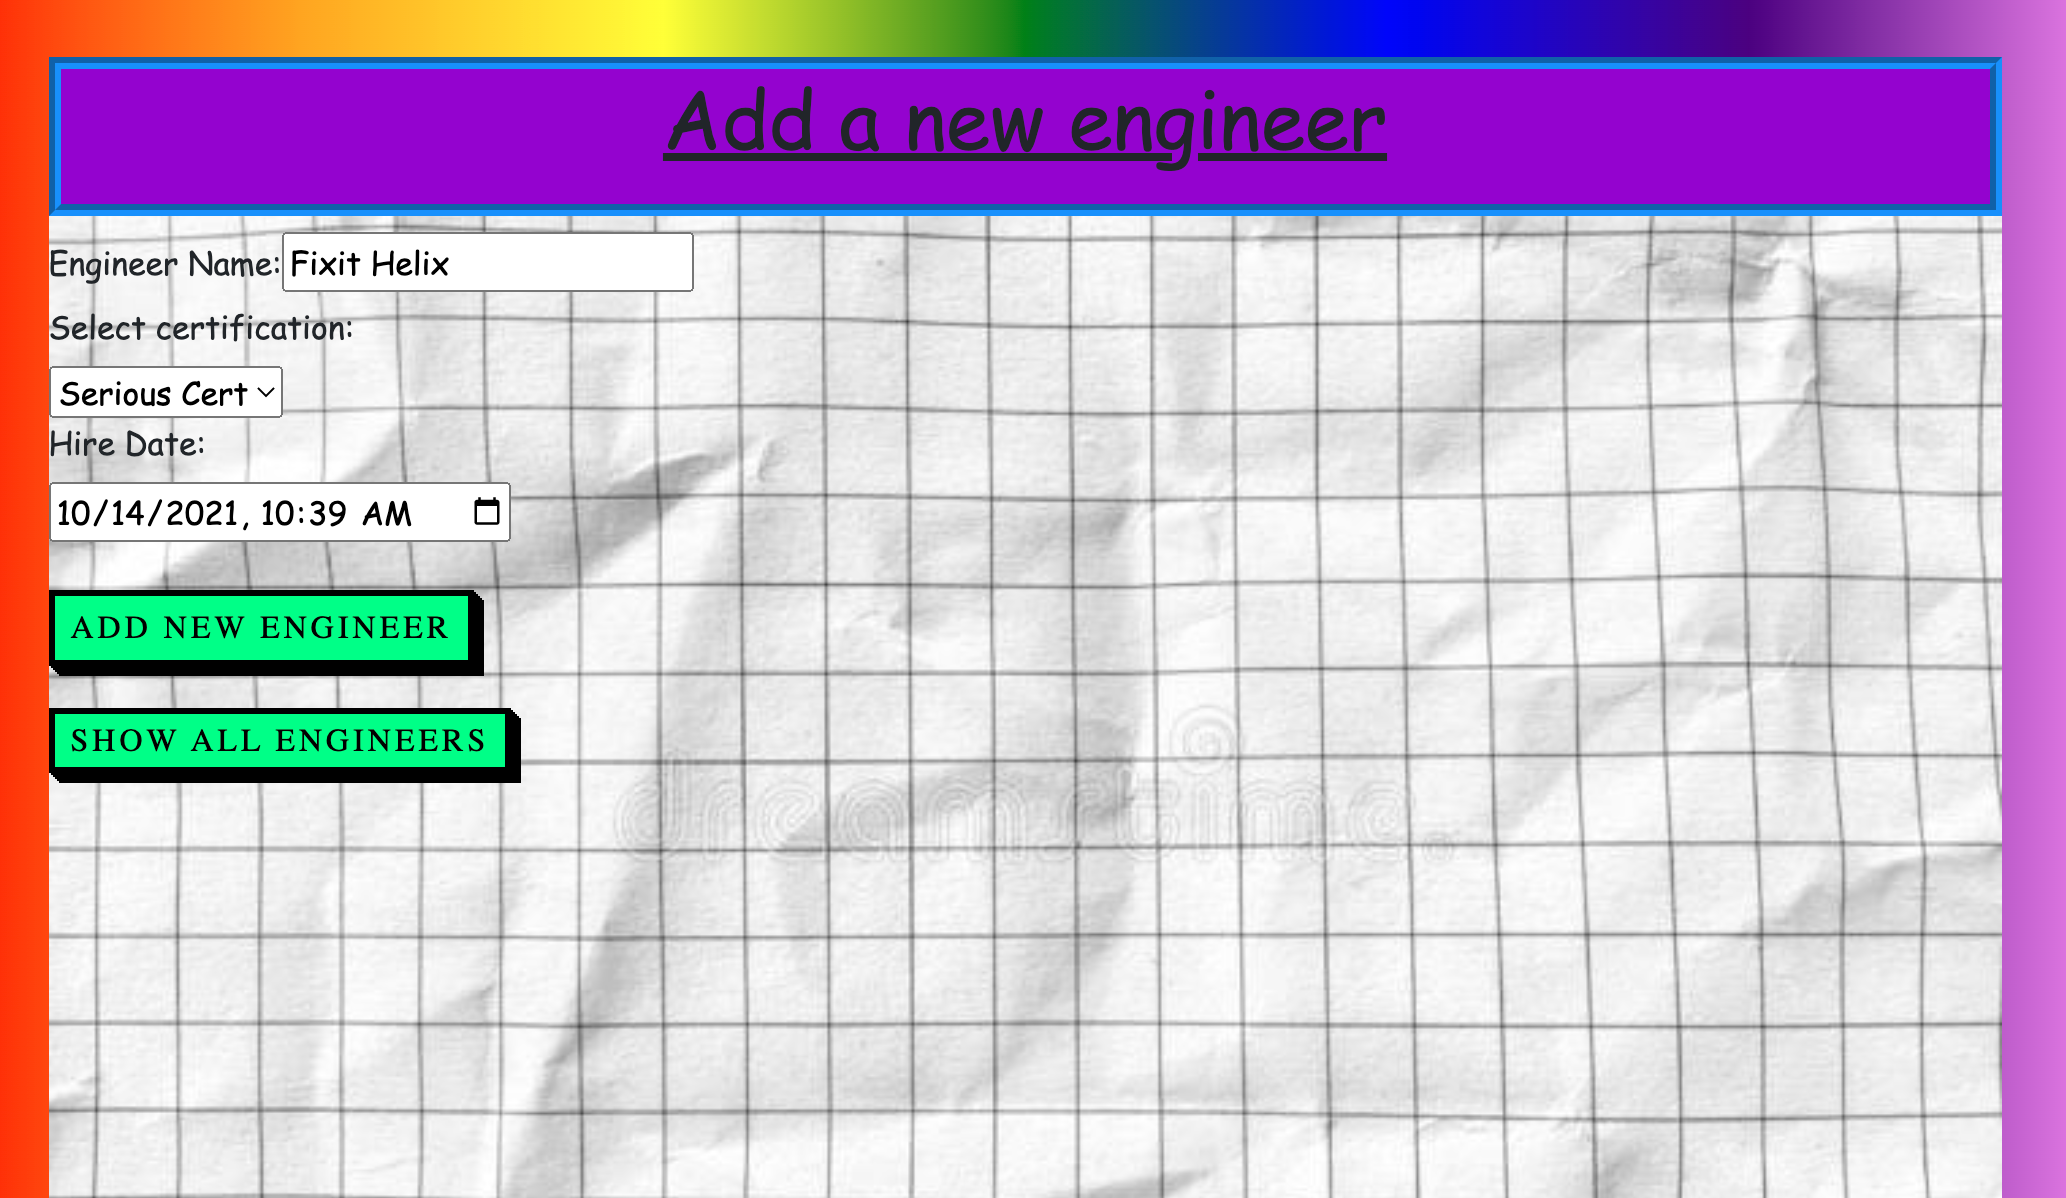 Add a new engineer
Engineer Name: Fixit Helix
Select certification:
Serious Cert
Hire Date:
10/14/2021, 10:39 AM
ADD NEW ENGINEER
SHOW ALL ENGINEERS
dreamstime®